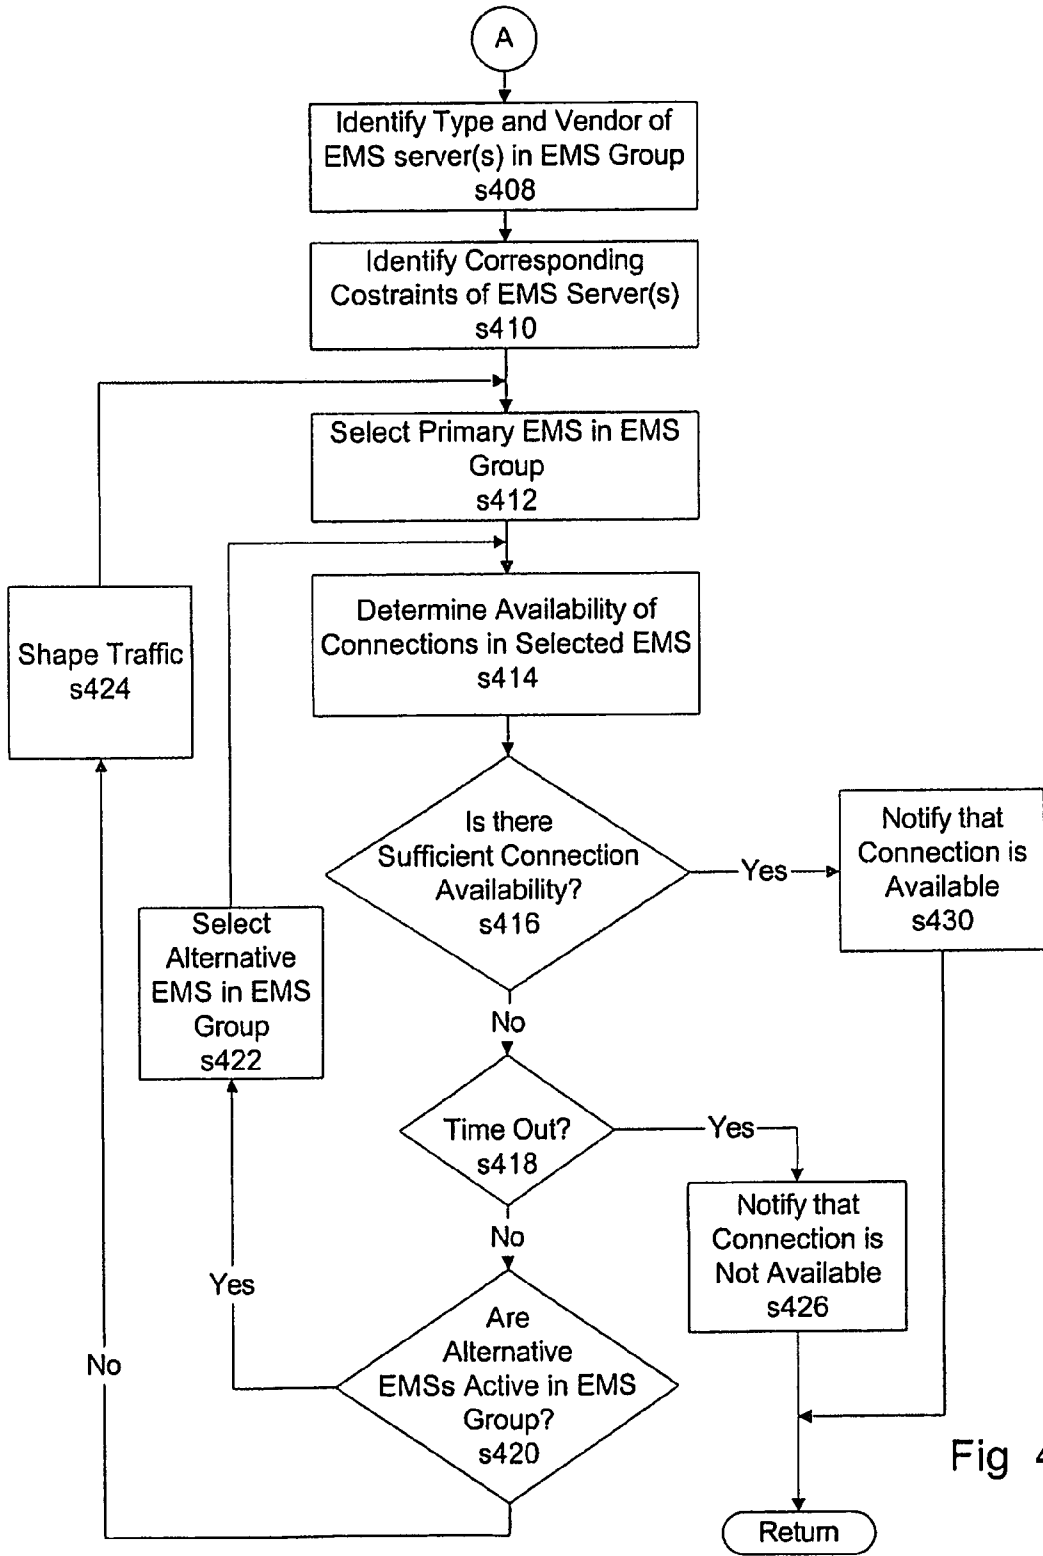 A
Identify Type and Vendor of
EMS server(s) in EMS Group
s408
Identify Corresponding
Costraints of EMS Server(s)
s410
Select Primary EMS in EMS
Group
s412
Determine Availability of
Connections in Selected EMS
s414
Shape Traffic
s424
Is there
Sufficient Connection
Availability?
s416
Yes
Notify that
Connection is
Available
s430
Select
Alternative
EMS in EMS
Group
s422
No
Time Out?
s418
Yes
Notify that
Connection is
Not Available
s426
No
Yes
Are
Alternative
EMSs Active in EMS
Group?
s420
No
Fig 4
Return